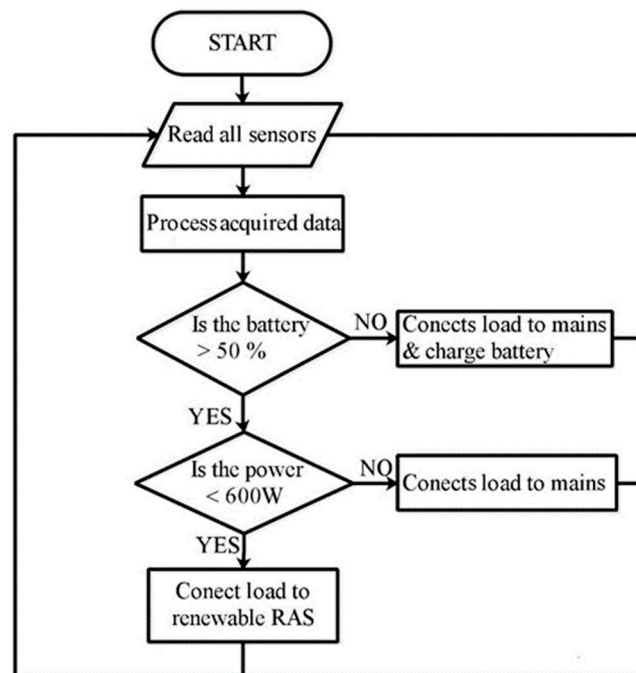 START
Read all sensors
Process acquired data
Is the battery
> 50 %
NO
Conects load to mains
& charge battery
YES
Is the power
< 600W
NO
Conects load to mains
YES
Conect load to
renewable RAS